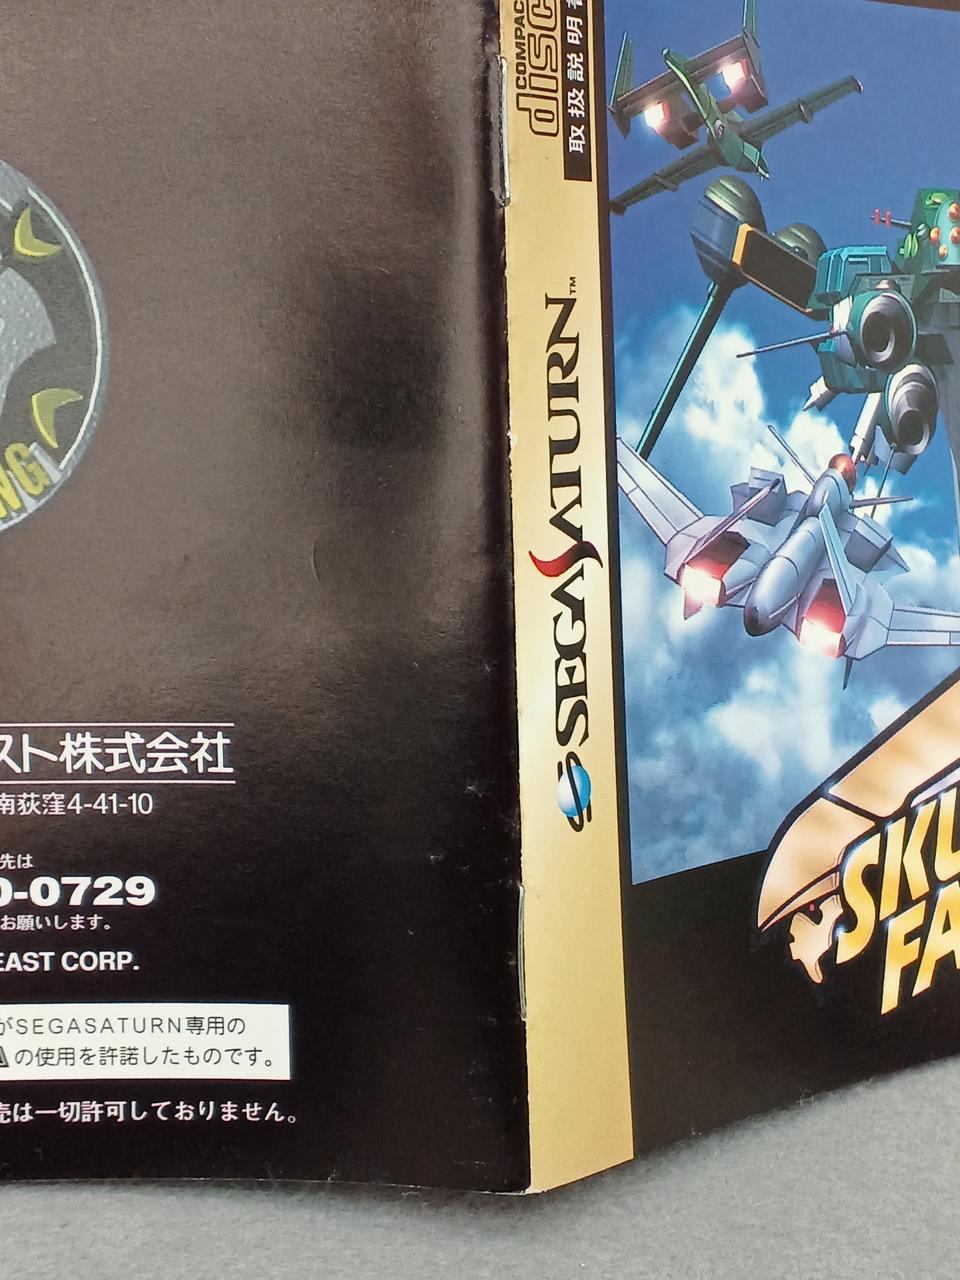 スト株式会社
南荻窪4-41-10
先は
0-0729
お願いします。
EAST CORP.
がSEGASATURN専用の
の使用を許諾したものです。
売は一切許可しておりません。
COMPACT
disc
取扱説明書
SEGASATURN™